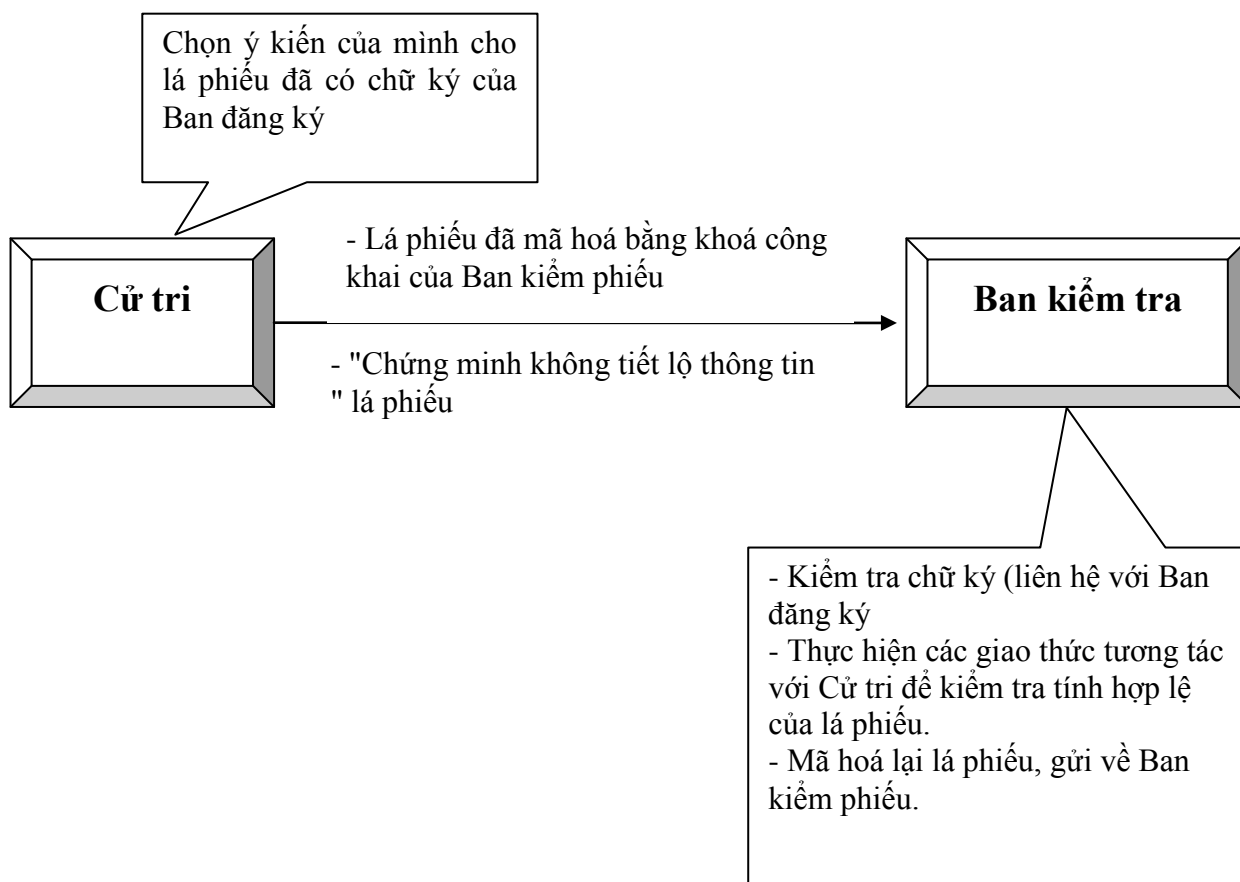 Chọn ý kiến của mình cho
lá phiếu đã có chữ ký của
Ban đăng ký
- Lá phiếu đã mã hoá bằng khoá công
khai của Ban kiểm phiếu
Cử tri
Ban kiểm tra
- "Chứng minh không tiết lộ thông tin
" lá phiếu
- Kiểm tra chữ ký (liên hệ với Ban
đăng ký
- Thực hiện các giao thức tương tác
với Cử tri để kiểm tra tính hợp lệ
của lá phiếu.
- Mã hoá lại lá phiếu, gửi về Ban
kiểm phiếu.